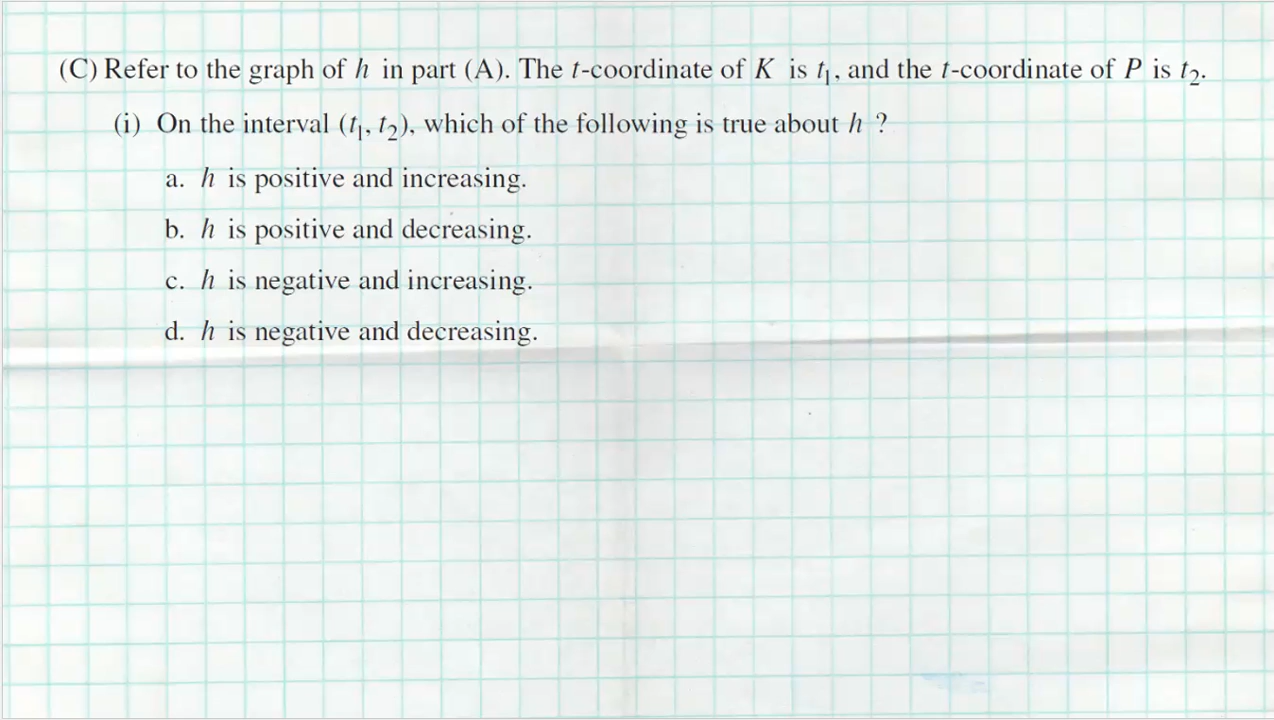 (C) Refer to the graph of h in part (A). The t-coordinate of K is t₁, and the t-coordinate of P is t₂.
(i) On the interval (t₁, t₂), which of the following is true about h ?
a. h is positive and increasing.
b. h is positive and decreasing.
c. h is negative and increasing.
d. h is negative and decreasing.